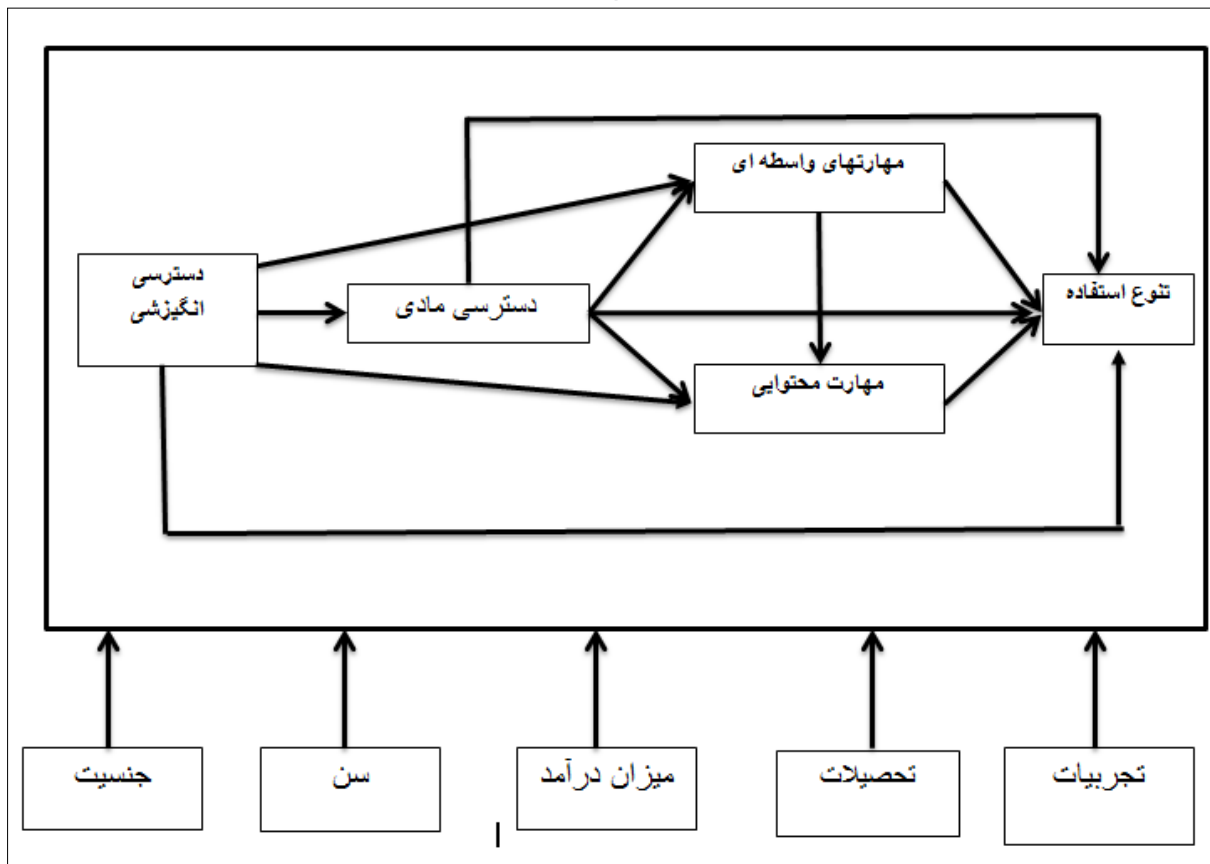 مهارتهای واسطه ای
دسترسی
انگیزشی
دسترسی مادی
تنوع استفاده
مهارت محتوایی
جنسیت
سن
میزان درآمد
تحصیلات
تجربیات